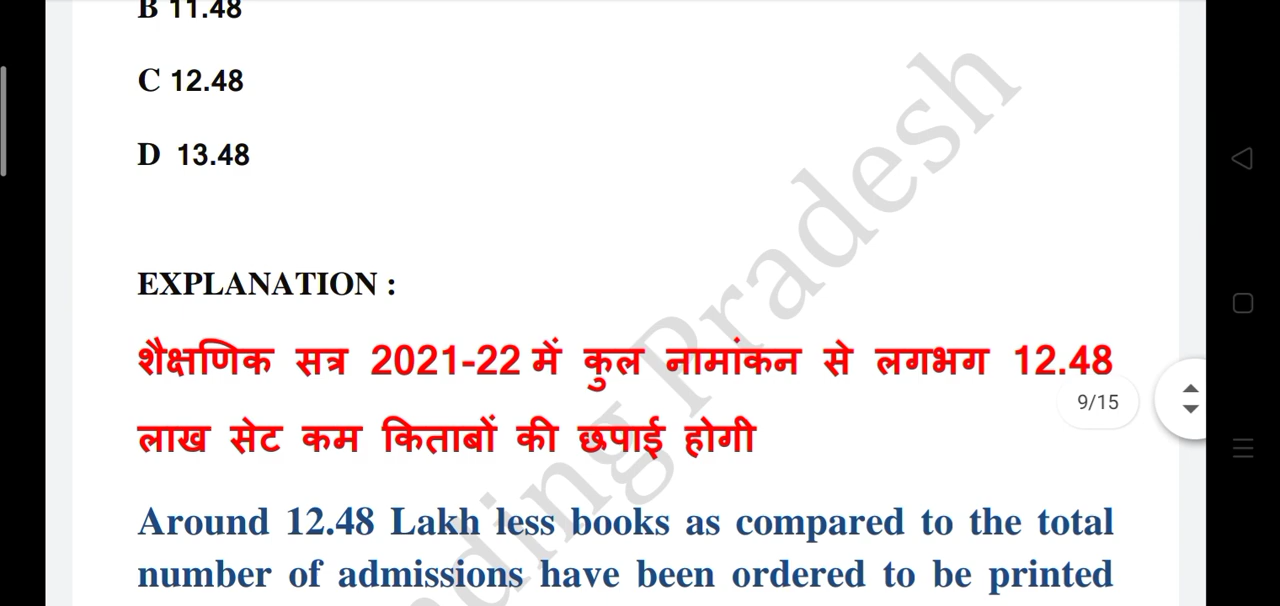 B 11.48
C 12.48
D 13.48
EXPLANATION :
शैक्षणिक सत्र 2021-22 में कुल नामांकन से लगभग 12.48
9/15
लाख सेट कम किताबों की छपाई होगी
Around 12.48 Lakh less books as compared to the total
number of admissions have been ordered to be printed
ding Pradesh